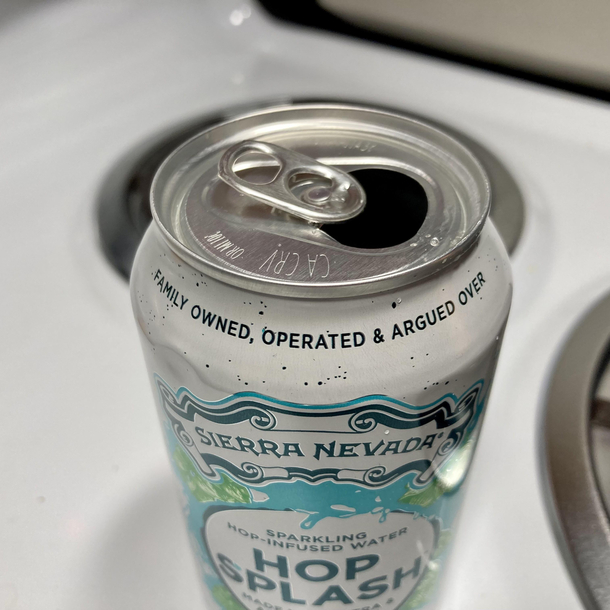 CA CRV
FAMILY OWNED, OPERATED & ARGUED OVER
SIERRA NEVADA®
SPARKLING
HOP-INFUSED WATER
HOP
SPLASH